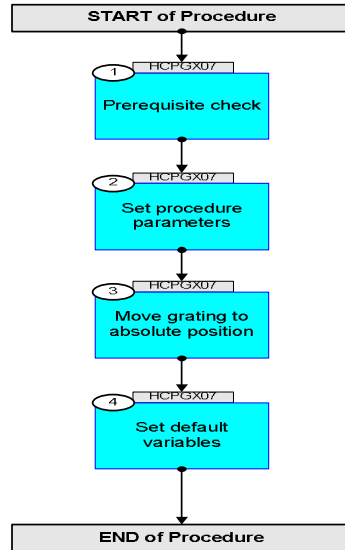 START of Procedure
HCPGX07
1
Prerequisite check
HCPGX07
2
Set procedure
parameters
HCPGX07
3
Move grating to
absolute position
HCPGX07
4
Set default
variables
END of Procedure